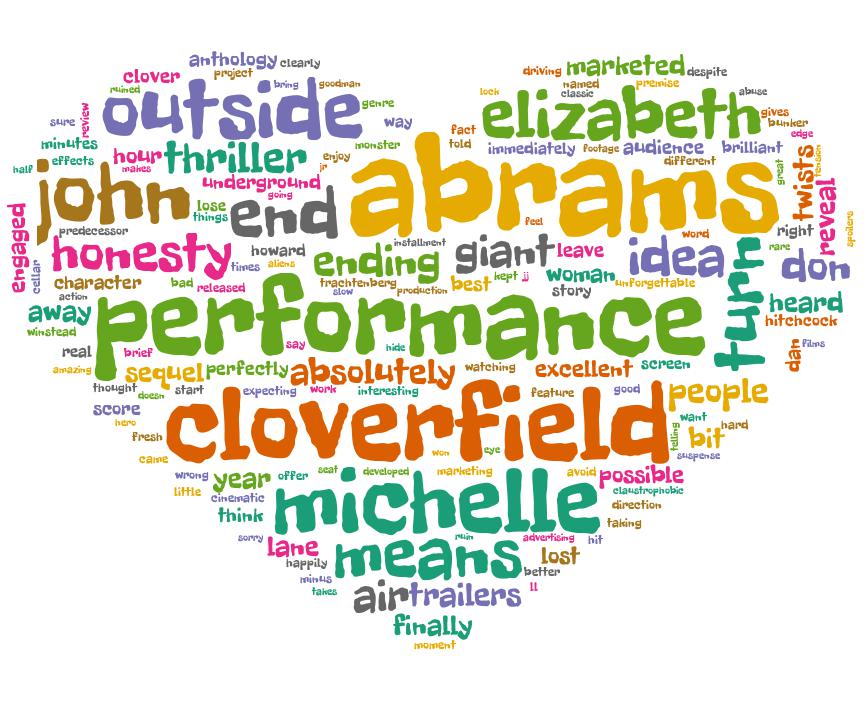 anthology clearly
clover project driving marketed despite
ruined bring goodman lock named classic premise abuse
outside genre elizabeth gives
sure review way fact bunker
minutes monster told immediately footage audience brilliant edge
half effects hour thriller enjoy abrams different great twists tension
makes underground jr
john going
engaged lose things end feel right reveal spoilers
predecessor word
honesty howard installment giant leave idea rare don
cellar times aliens ending kept jj woman turn
character bad released trachtenberg best unforgettable
action slow production story heard
away performance hitchcock
winstead
real brief say hide dan films
amazing sequel perfectly absolutely watching excellent screen
thought doesn start expecting work interesting feature good people
score cloverfield want
hero telling bit hard
fresh won eye suspense
came
wrong year offer seat developed marketing avoid possible
little cinematic michelle claustrophobic
think direction
taking
sorry lane ruin advertising hit
happily means lost
minus better
takes air trailers ll
finally
moment